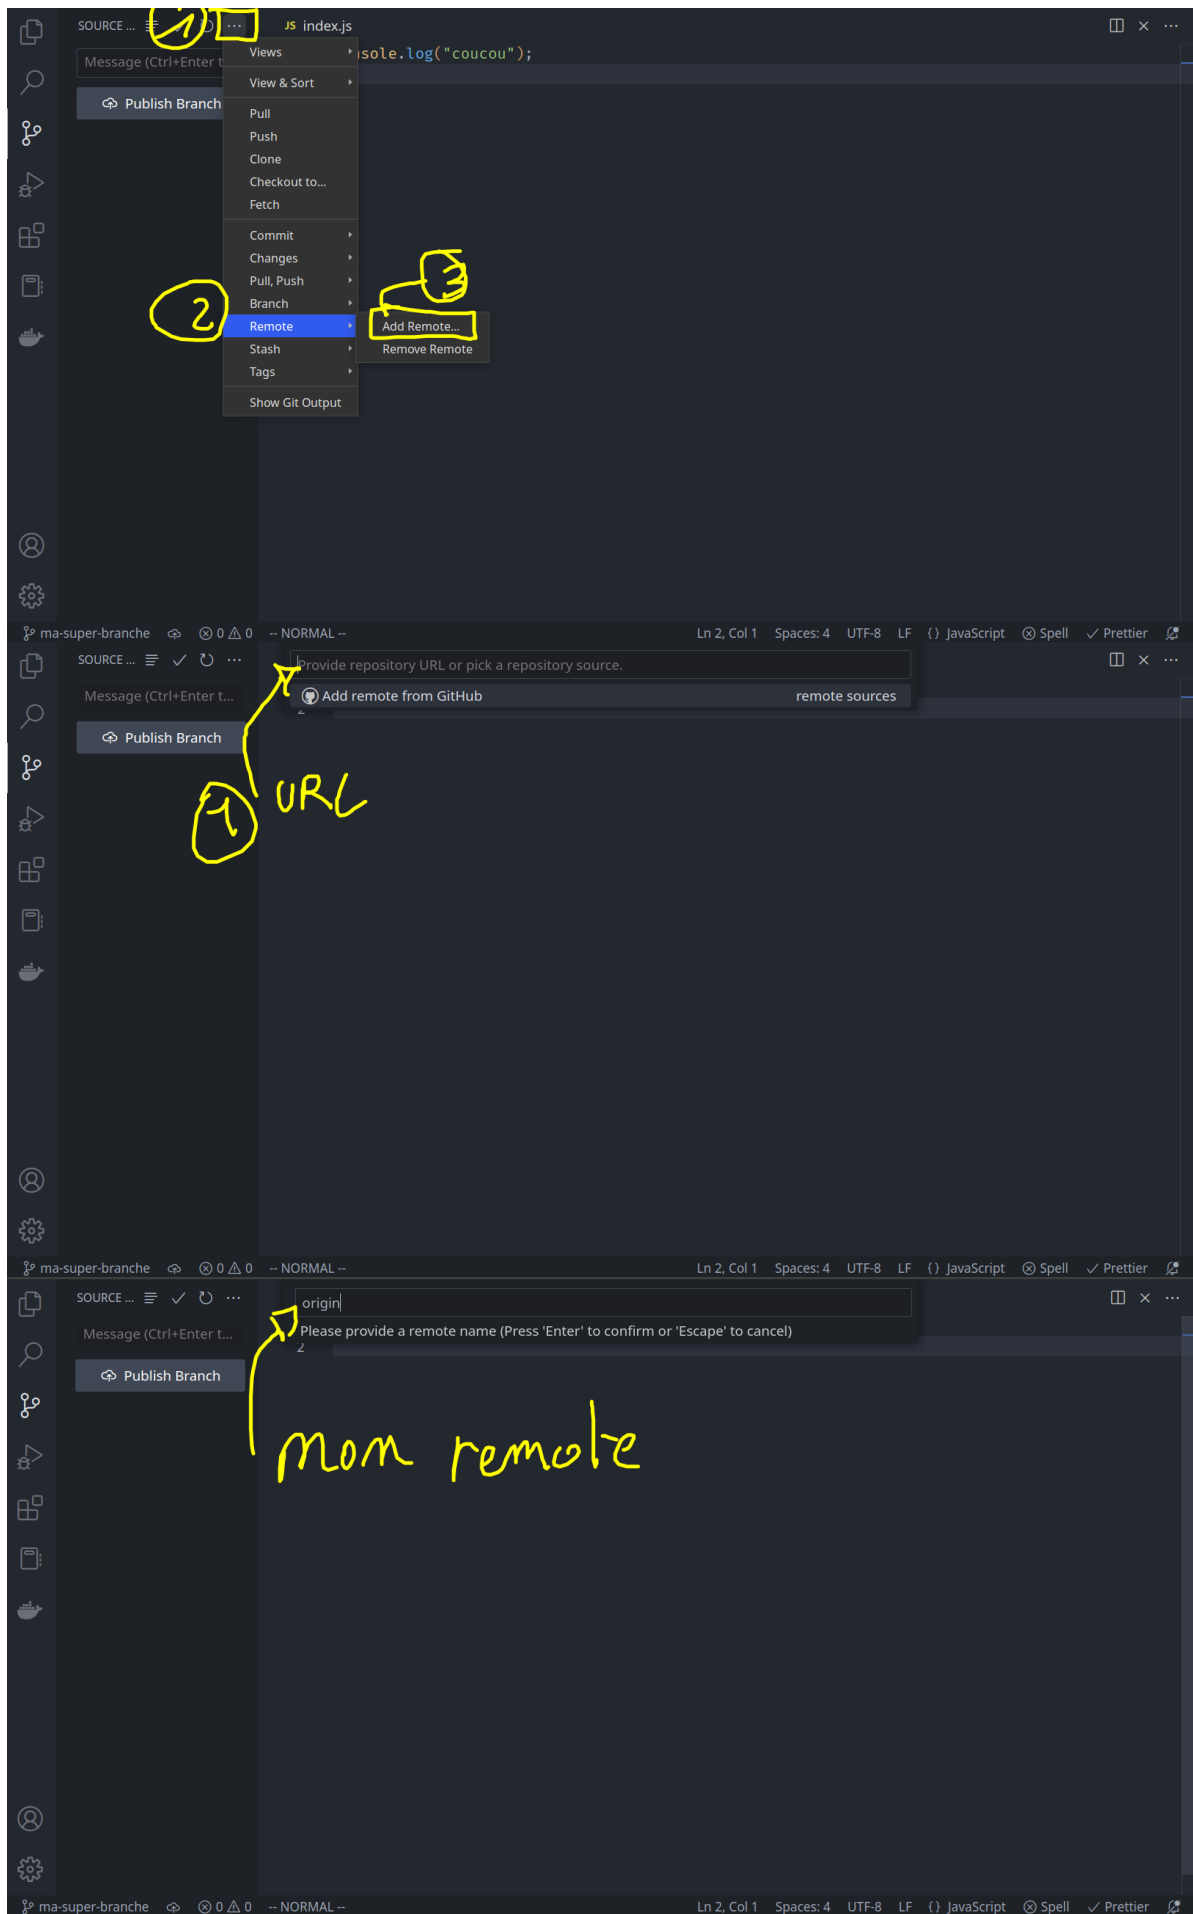 SOURCE ... 1 ... JS index.js
Views nsole.log("coucou");
Message (Ctrl+Enter t
View & Sort
Publish Branch
Pull
Push
Clone
Checkout to...
Fetch
Commit
Changes
Pull, Push 3
Branch
2 Remote Add Remote...
Stash Remove Remote
Tags
Show Git Output
ma-super-branche 0 0 -- NORMAL -- Ln 2, Col 1 Spaces: 4 UTF-8 LF {} JavaScript Spell Prettier
SOURCE ... ... Provide repository URL or pick a repository source. ...
Message (Ctrl+Enter t... Add remote from GitHub remote sources
2
Publish Branch
1 URL
ma-super-branche 0 0 -- NORMAL -- Ln 2, Col 1 Spaces: 4 UTF-8 LF {} JavaScript Spell Prettier
SOURCE ... ... origin ...
Message (Ctrl+Enter t... Please provide a remote name (Press 'Enter' to confirm or 'Escape' to cancel)
2
Publish Branch
nom remote
ma-super-branche 0 0 -- NORMAL -- Ln 2, Col 1 Spaces: 4 UTF-8 LF {} JavaScript Spell Prettier